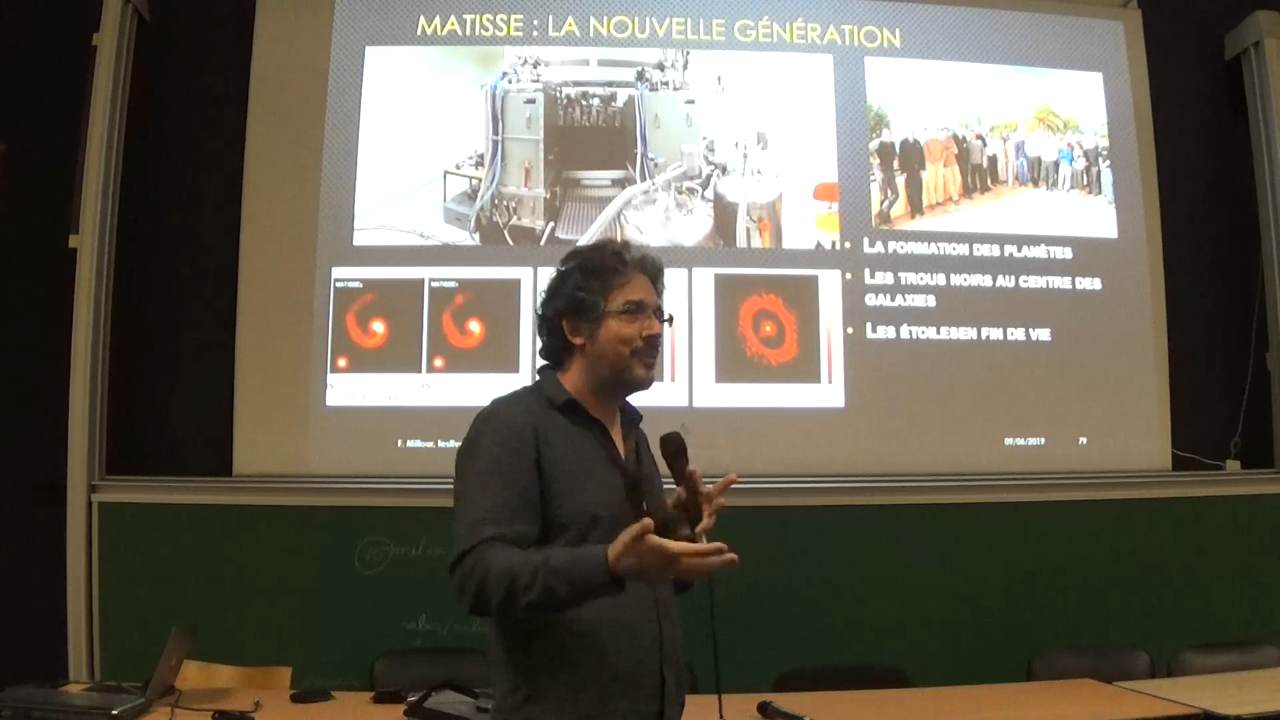 MATISSE : LA NOUVELLE GÉNÉRATION
LA FORMATION DES PLANÈTES
LES TROUS NOIRS AU CENTRE DES
GALAXIES
LES ÉTOILESEN FIN DE VIE
MATISSE
MATISSE
F. Millour,
09/04/2019
79